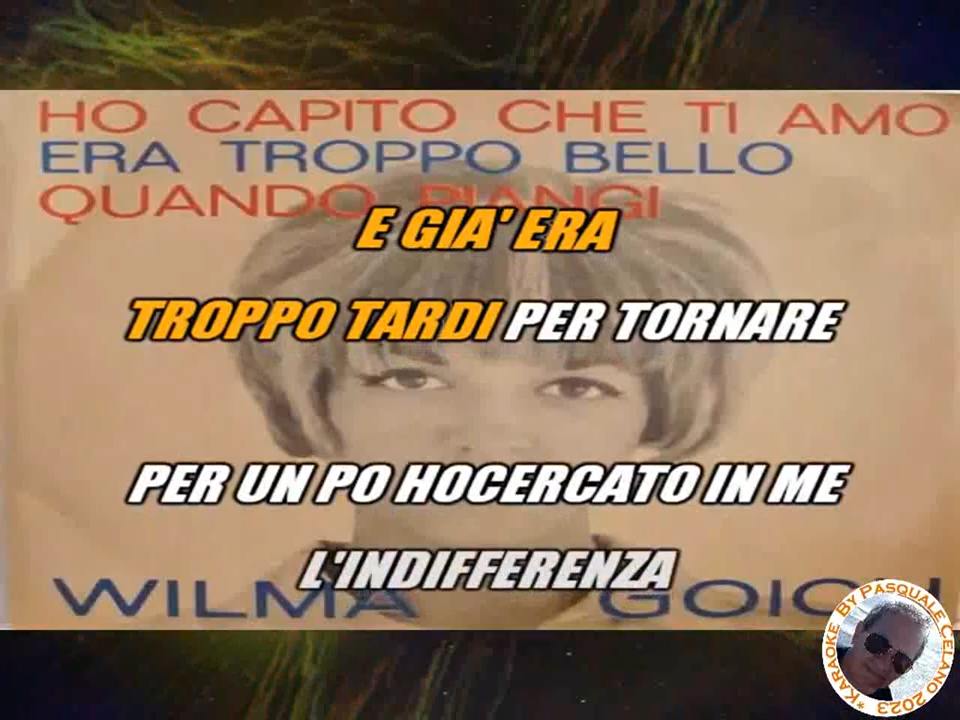 HO CAPITO CHE TI AMO
ERA TROPPO BELLO
QUANDO PIANGI
E GIA' ERA
TROPPO TARDI PER TORNARE
PER UN PO HOCERCATO IN ME
L'INDIFFERENZA
WILMA GOICH
*KARAOKE BY PASQUALE CELANO 2023